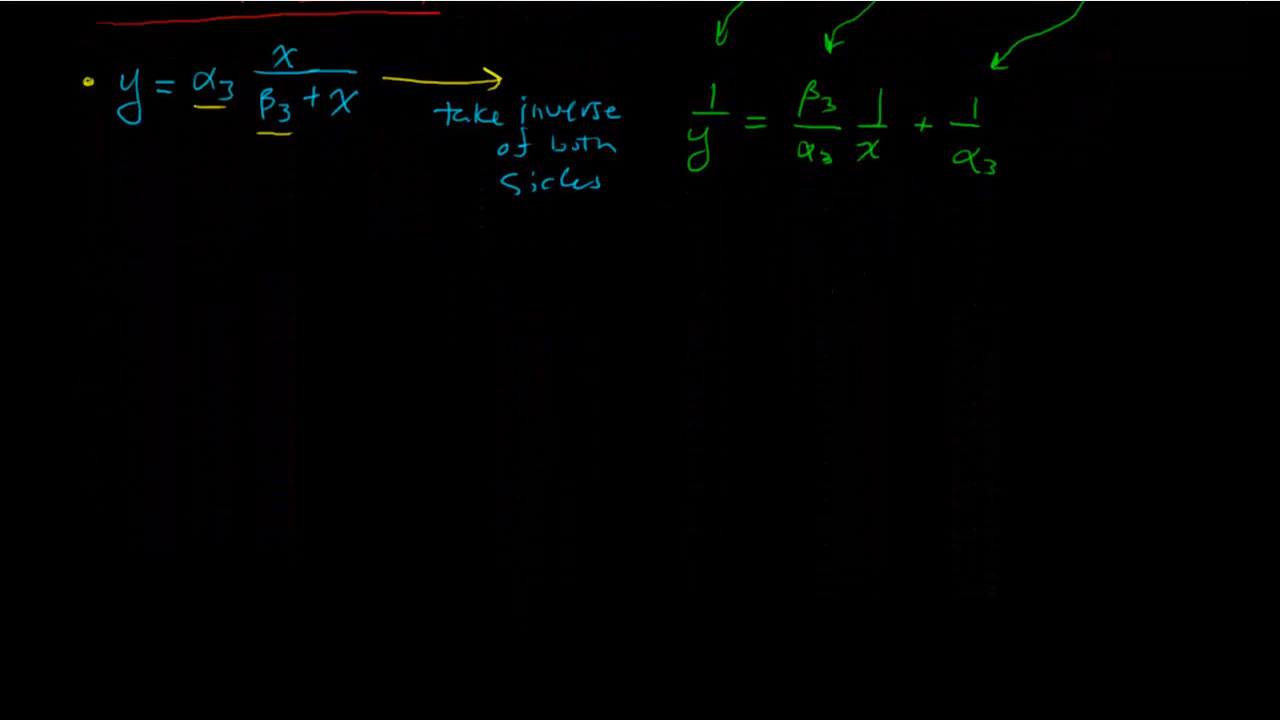 • y = α₃ x/(β₃ + x) → take inverse of both sides
1/y = β₃/α₃ 1/x + 1/α₃